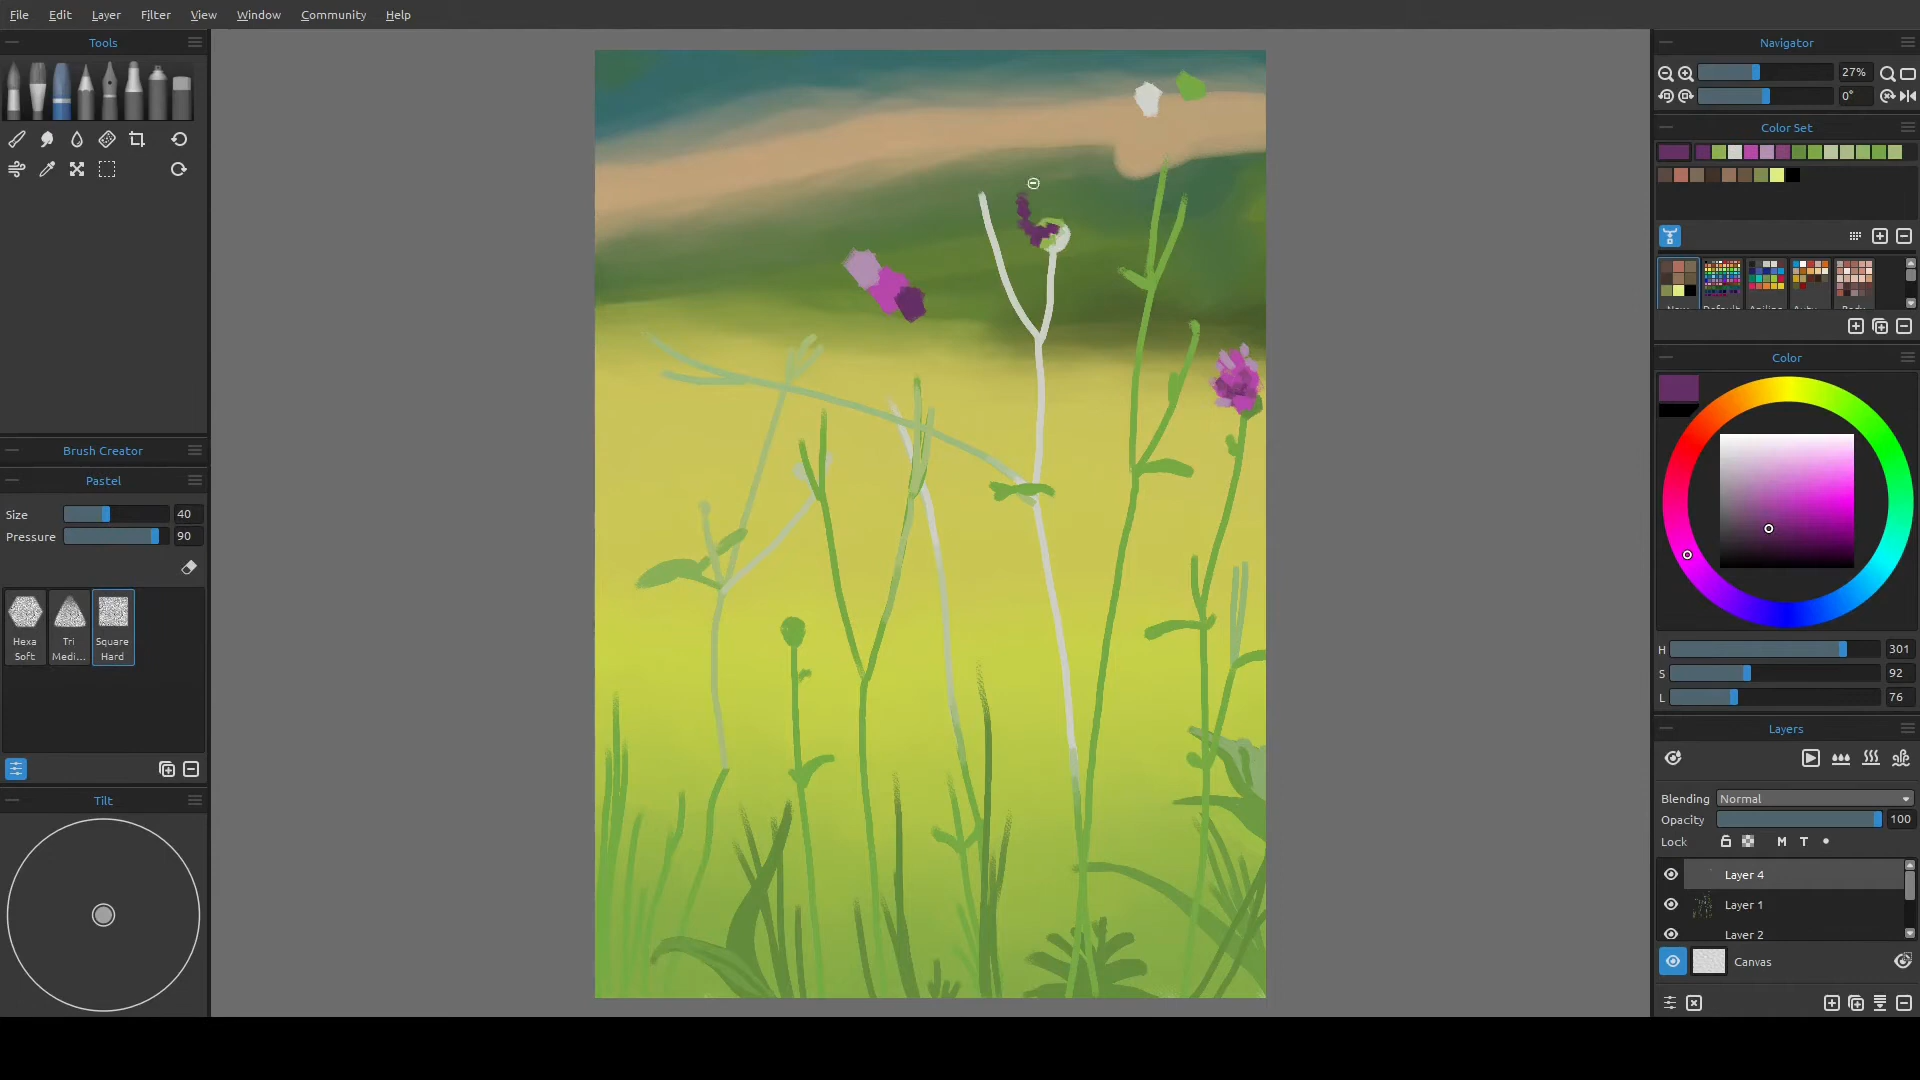 File Edit Layer Filter View Window Community Help
Tools
Brush Creator
Pastel
Size 40
Pressure 90
Hexa Soft
Tri Medi...
Square Hard
Tilt
Navigator
27%
0°
Color Set
Color
H 301
S 92
L 76
Layers
Blending Normal
Opacity 100
Lock M T
Layer 4
Layer 1
Layer 2
Canvas